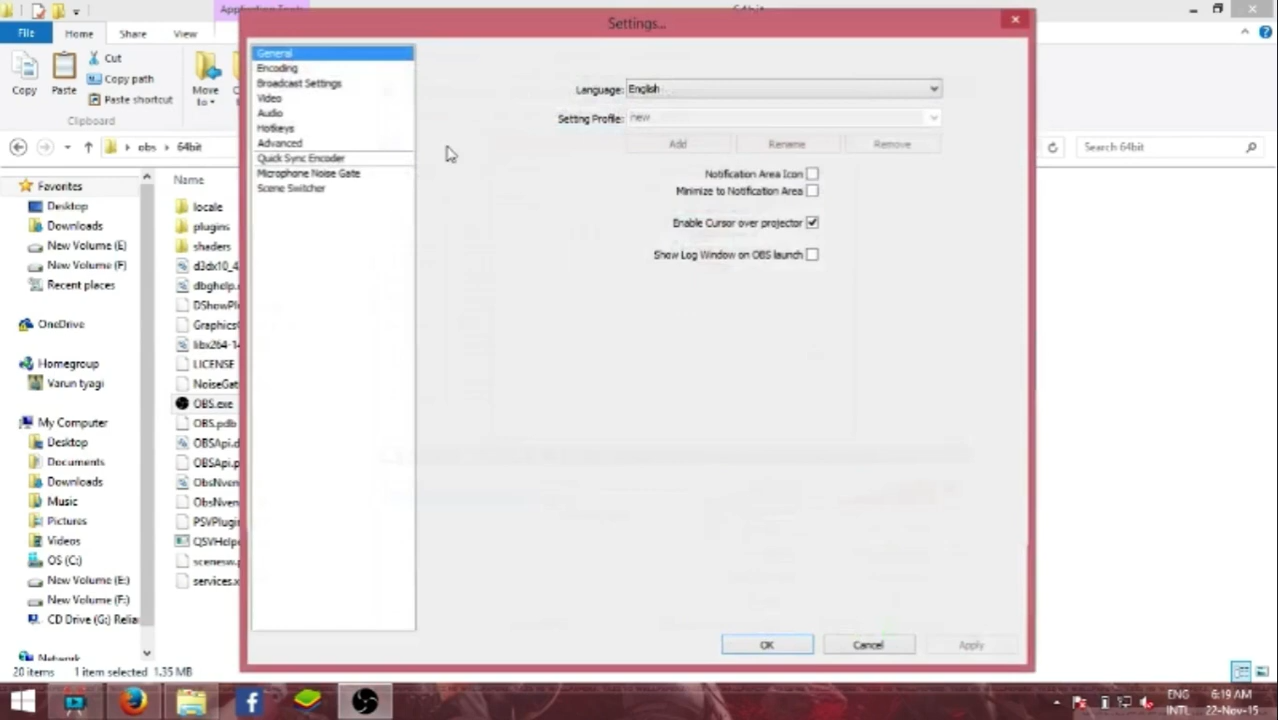 Application Tools
64bit
File
Home
Share
View
Copy
Paste
Cut
Copy path
Paste shortcut
Move
to
Clipboard
obs
64bit
Search 64bit
Favorites
Desktop
Downloads
New Volume (E)
New Volume (F)
Recent places
OneDrive
Homegroup
Varun tyagi
My Computer
Desktop
Documents
Downloads
Music
Pictures
Videos
OS (C:)
New Volume (E:)
New Volume (F:)
CD Drive (G:) Relia
Network
Name
locale
plugins
shaders
d3dx10_4
dbghelp.
DShowPl
Graphics
libx264-14
LICENSE
NoiseGat
OBS.exe
OBS.pdb
OBSApi.d
OBSApi.p
ObsNven
ObsNven
PSVPlugi
QSVHelp
scenesw.p
services.x
20 items
1 item selected 1.35 MB
Settings...
General
Encoding
Broadcast Settings
Video
Audio
Hotkeys
Advanced
Quick Sync Encoder
Microphone Noise Gate
Scene Switcher
Language: English
Setting Profile: new
Add
Rename
Remove
Notification Area Icon
Minimize to Notification Area
Enable Cursor over projector
Show Log Window on OBS launch
OK
Cancel
Apply
ENG
INTL
6:19 AM
22-Nov-15